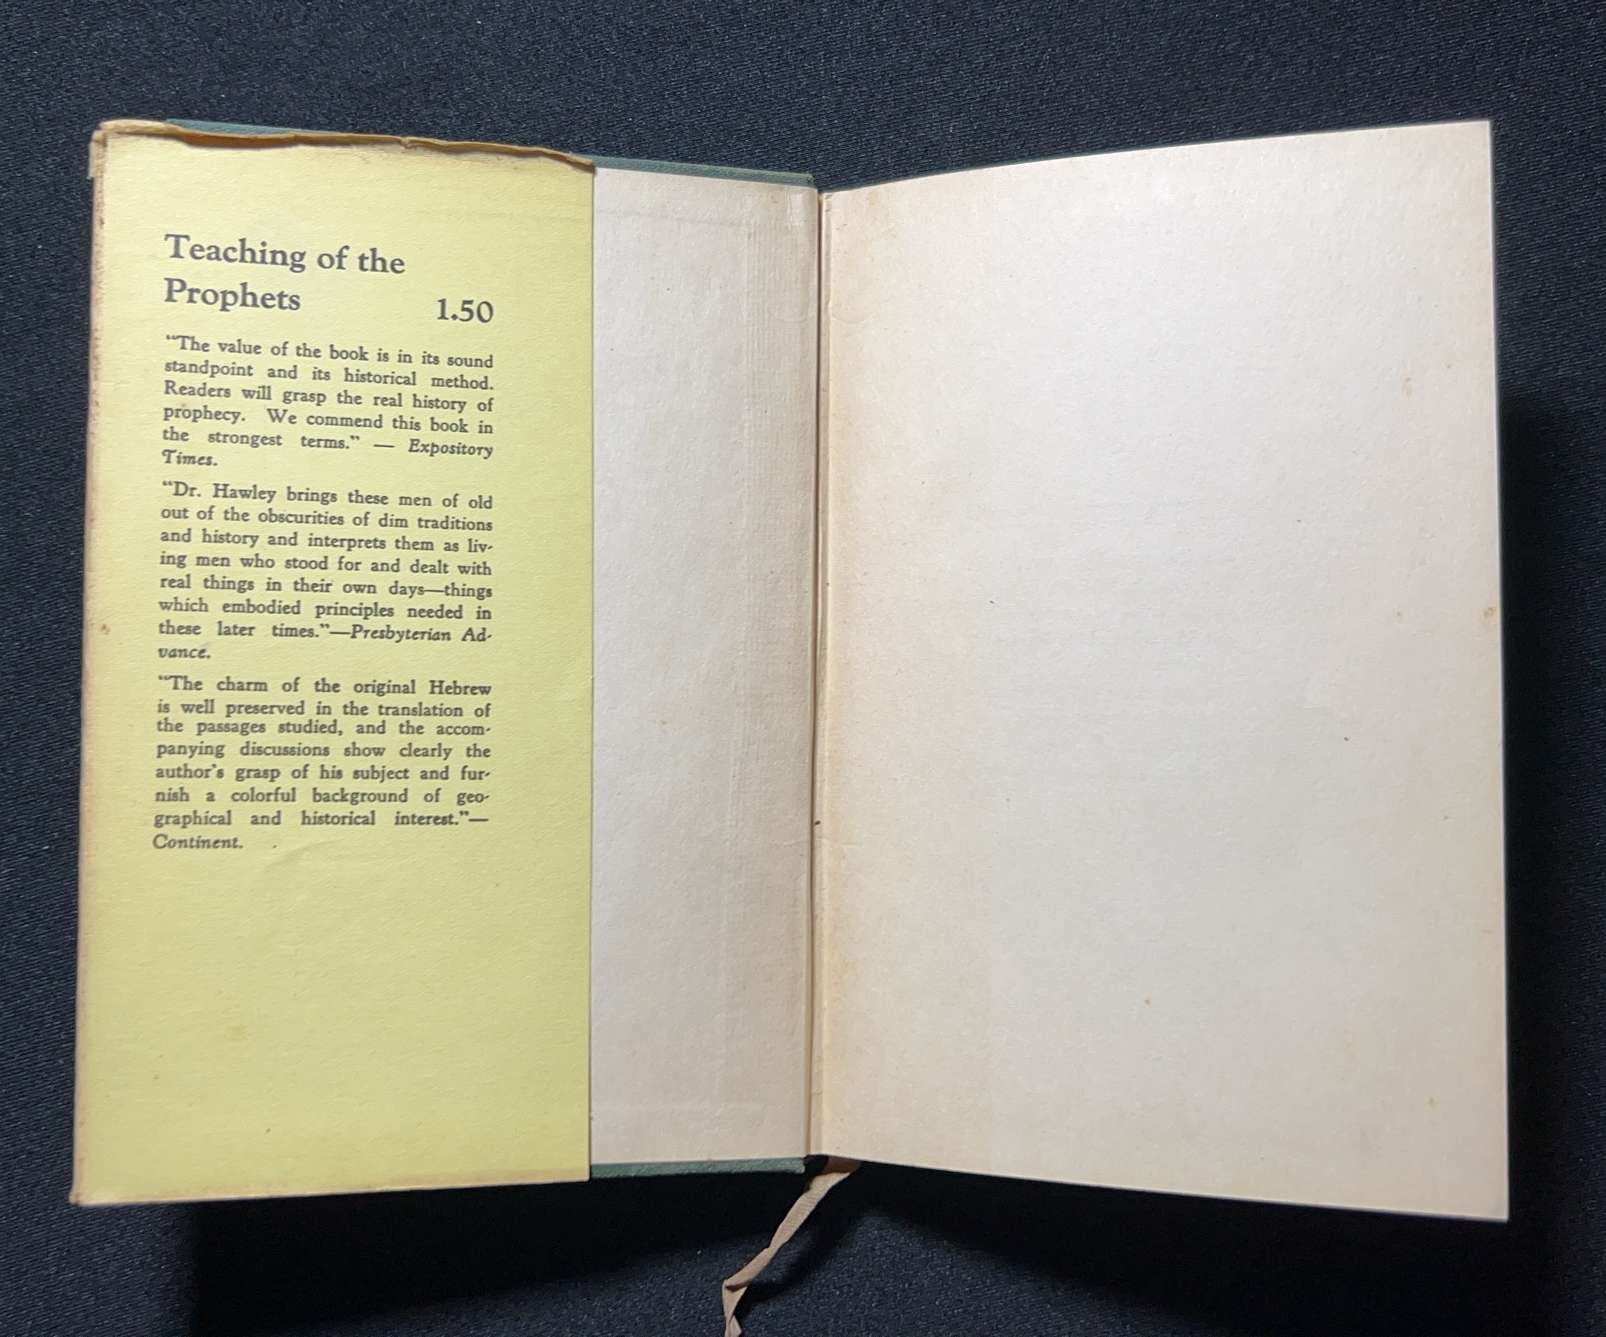 Teaching of the
Prophets 1.50
“The value of the book is in its sound
standpoint and its historical method.
Readers will grasp the real history of
prophecy. We commend this book in
the strongest terms.” — Expository
Times.
“Dr. Hawley brings these men of old
out of the obscurities of dim traditions
and history and interprets them as liv-
ing men who stood for and dealt with
real things in their own days—things
which embodied principles needed in
these later times.”—Presbyterian Ad-
vance.
“The charm of the original Hebrew
is well preserved in the translation of
the passages studied, and the accom-
panying discussions show clearly the
author's grasp of his subject and fur-
nish a colorful background of geo-
graphical and historical interest.”—
Continent.